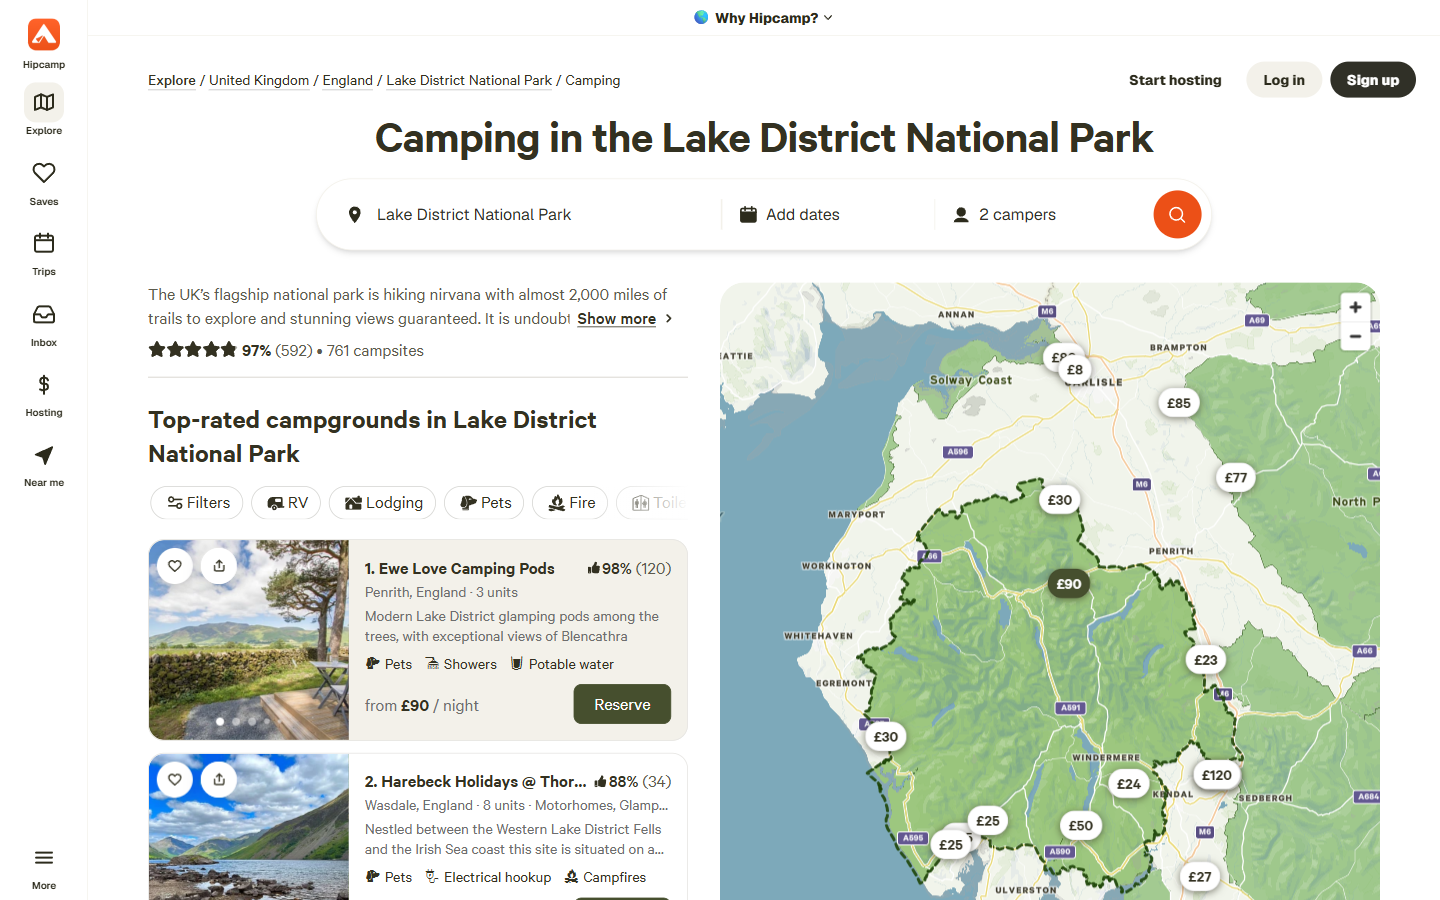 Why Hipcamp?
Hipcamp
Explore
Saves
Trips
Inbox
Hosting
Near me
More
Explore / United Kingdom / England / Lake District National Park / Camping
Start hosting
Log in
Sign up
Camping in the Lake District National Park
Lake District National Park
Add dates
2 campers
The UK's flagship national park is hiking nirvana with almost 2,000 miles of
trails to explore and stunning views guaranteed. It is undoubt Show more
97% (592) • 761 campsites
Top-rated campgrounds in Lake District
National Park
Filters
RV
Lodging
Pets
Fire
Toile
1. Ewe Love Camping Pods 98% (120)
Penrith, England · 3 units
Modern Lake District glamping pods among the
trees, with exceptional views of Blencathra
Pets Showers Potable water
from £90 / night
Reserve
2. Harebeck Holidays @ Thor... 88% (34)
Wasdale, England · 8 units · Motorhomes, Glamp...
Nestled between the Western Lake District Fells
and the Irish Sea coast this site is situated on a...
Pets Electrical hookup Campfires
ANNAN
M6
A69
BRAMPTON
EATTIE
£8
Solway Coast
£85
A596
£77
M6
£30
North P
MARYPORT
A66
PENRITH
WORKINGTON
£90
WHITEHAVEN
A66
£23
EGREMONT
M6
A591
£30
WINDERMERE
£120
£24
KENDAL
SEDBERGH
A684
£25
£50
M6
A595
£25
A590
£27
ULVERSTON
+
−